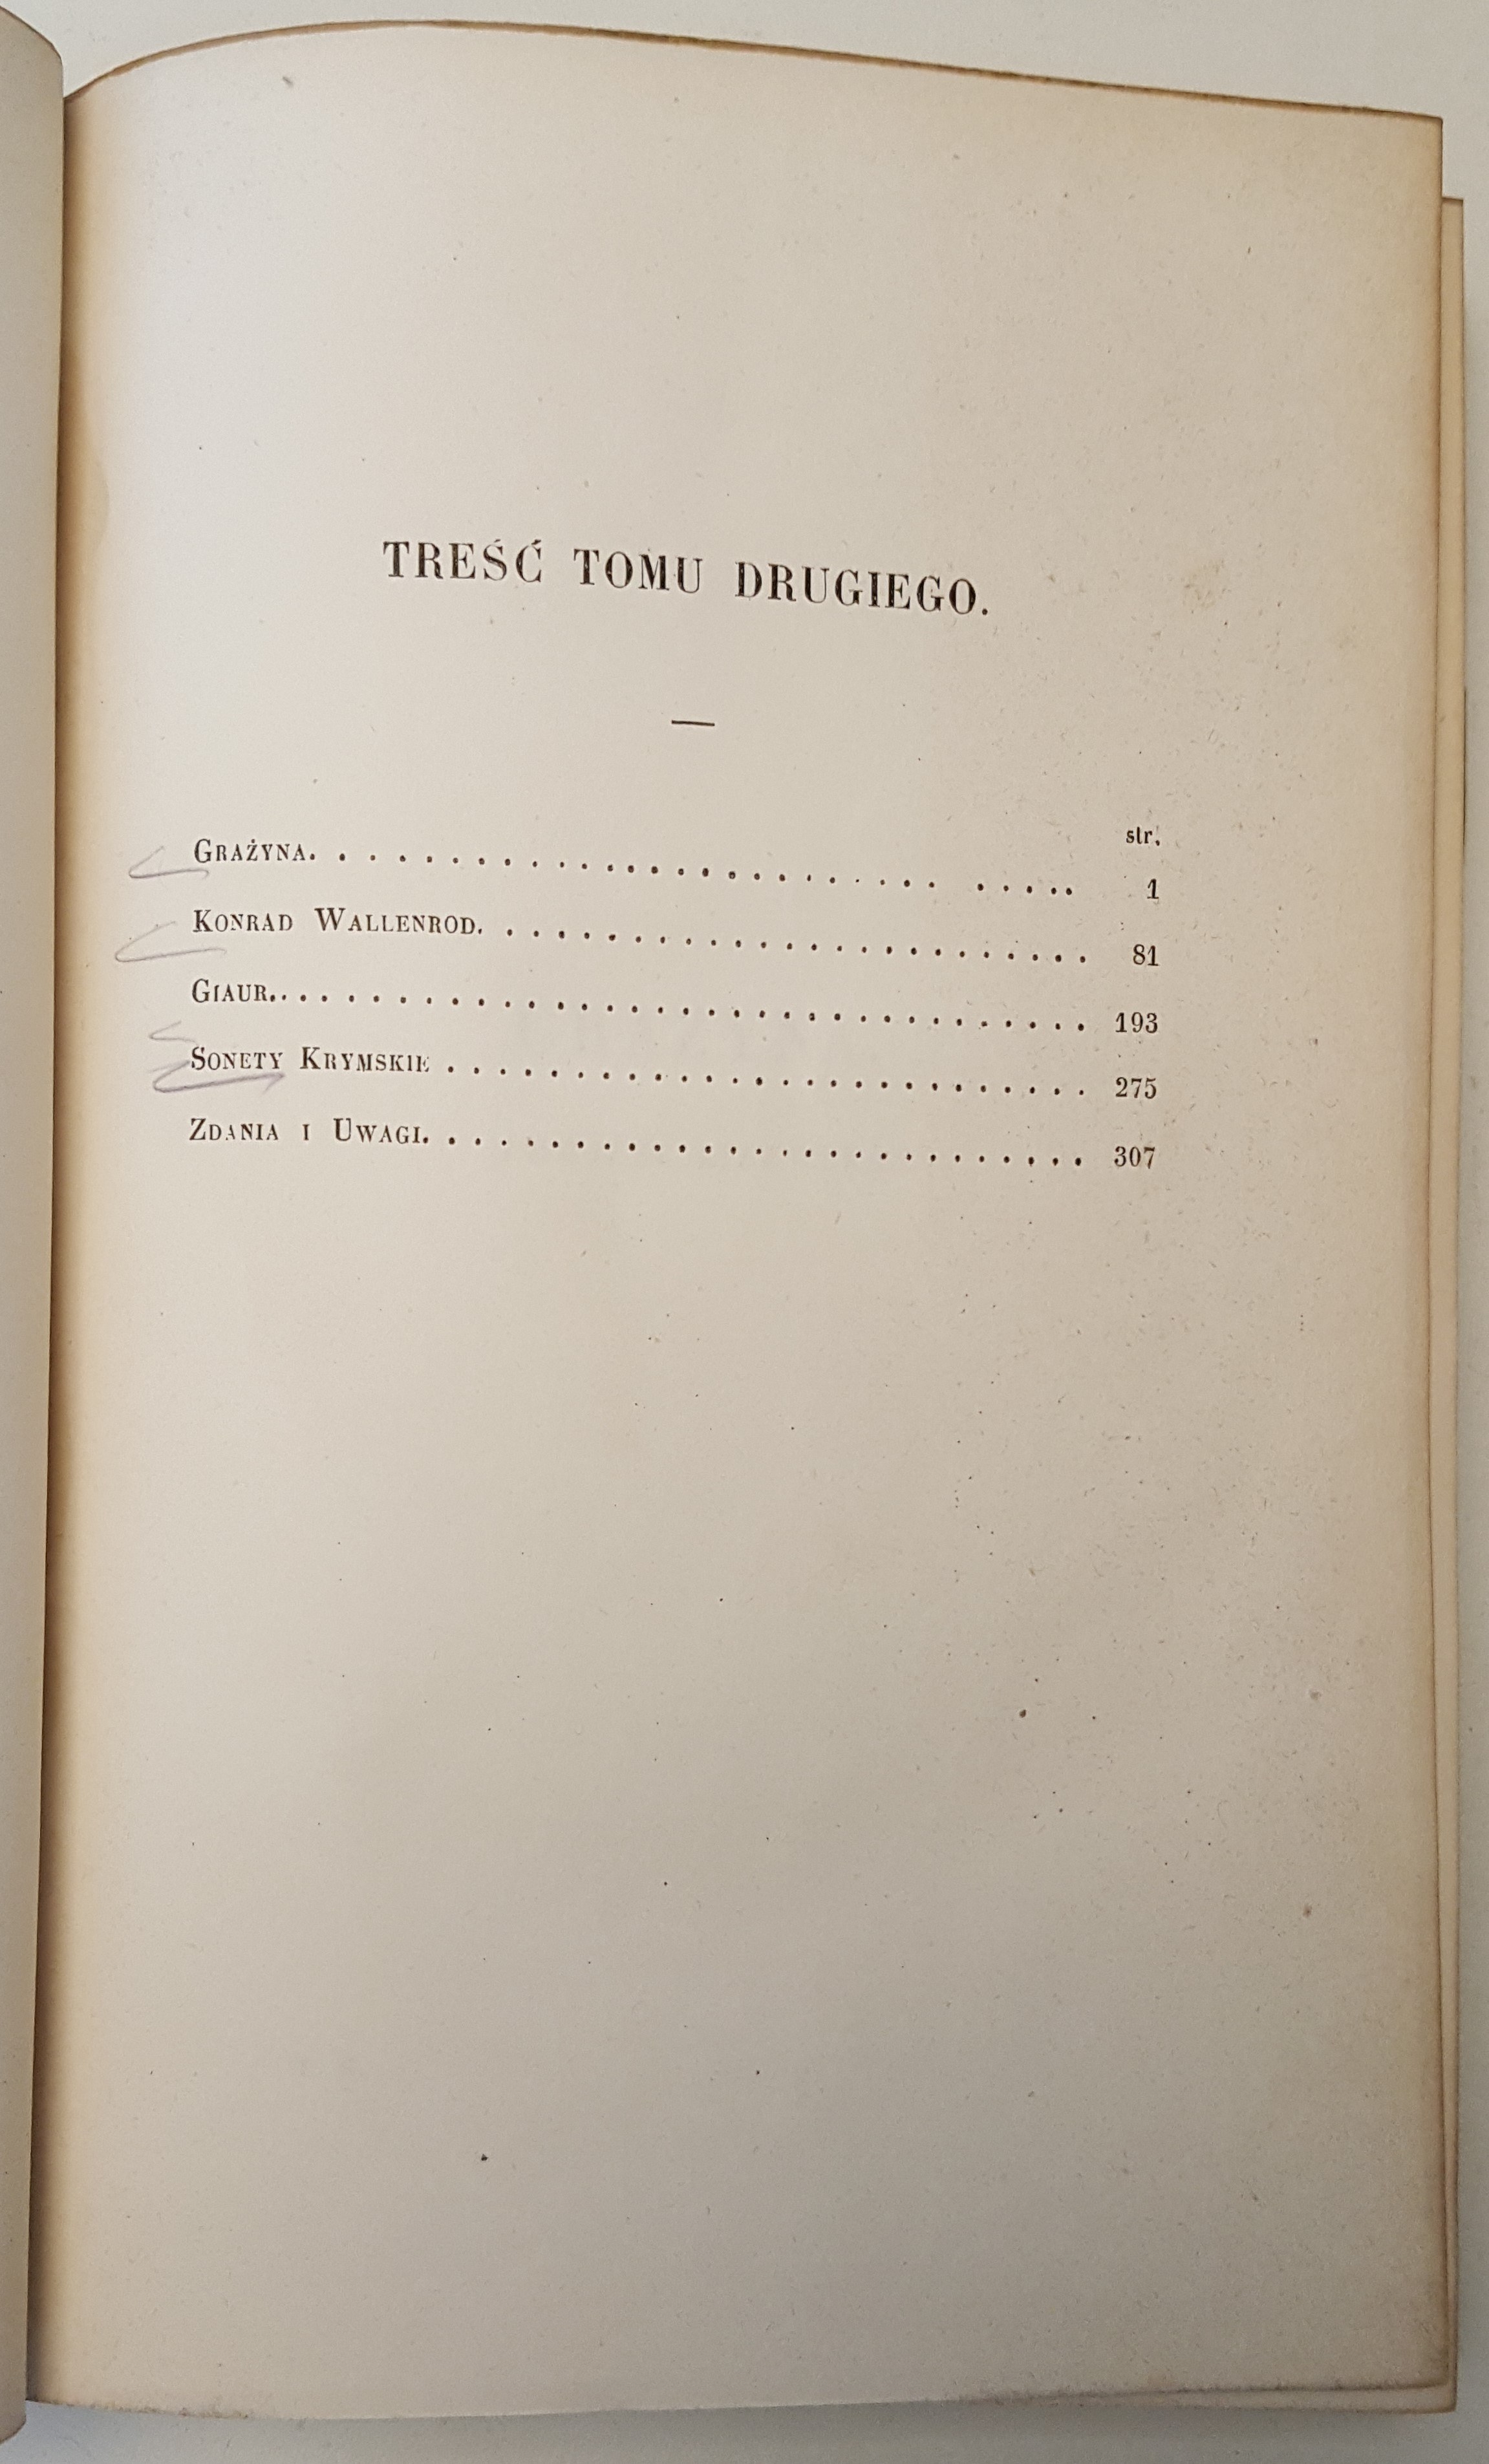 TREŚĆ TOMU DRUGIEGO.
str.
GRAŻYNA. . . . . . . . . . . . . . . . . . . . . . . . . . . . . . 1
KONRAD WALLENROD. . . . . . . . . . . . . . . . . . . . . . . . . 81
GIAUR. . . . . . . . . . . . . . . . . . . . . . . . . . . . . . . . . . 193
SONETY KRYMSKIE . . . . . . . . . . . . . . . . . . . . . . . . . . 275
ZDANIA I UWAGI. . . . . . . . . . . . . . . . . . . . . . . . . . . 307